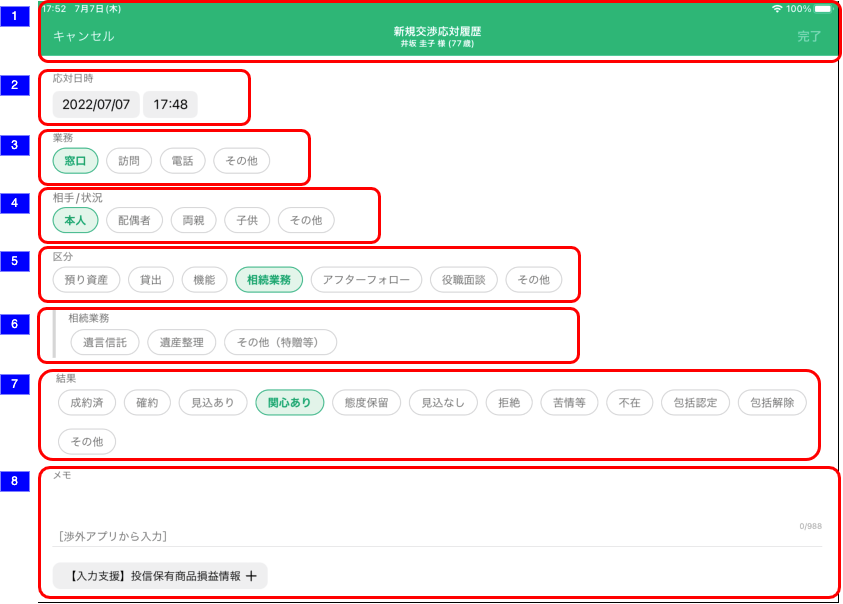 1
17:52 7月7日(木)
100%
キャンセル
新規交渉応対履歴
完了
井坂 圭子 様 (77歳)
2
応対日時
2022/07/07 17:48
3
業務
窓口 訪問 電話 その他
4
相手/状況
本人 配偶者 両親 子供 その他
5
区分
預り資産 貸出 機能 相続業務 アフターフォロー 役職面談 その他
6
相続業務
遺言信託 遺産整理 その他（特贈等）
7
結果
成約済 確約 見込あり 関心あり 態度保留 見込なし 拒絶 苦情等 不在 包括認定 包括解除
その他
8
メモ
0/988
［渉外アプリから入力］
【入力支援】投信保有商品損益情報 ＋